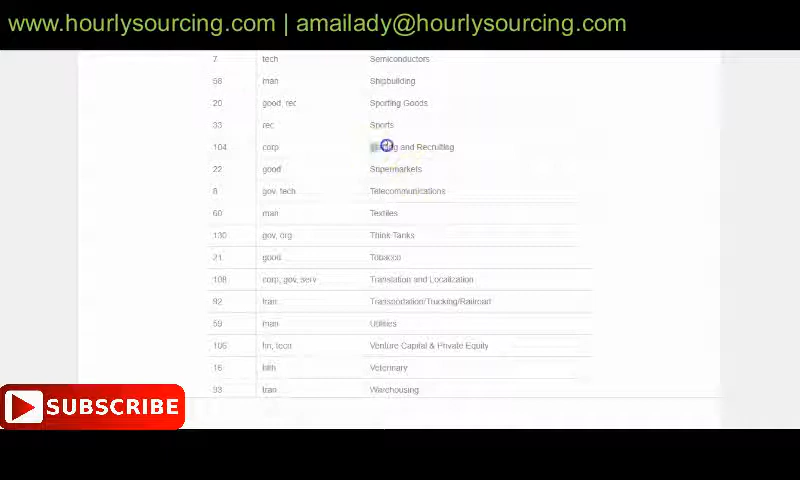 www.hourlysourcing.com | amailady@hourlysourcing.com
7 tech Semiconductors
58 man Shipbuilding
20 good, rec Sporting Goods
33 rec Sports
104 corp and Recruiting
22 good Supermarkets
8 gov, tech Telecommunications
60 man Textiles
130 gov, org Think Tanks
21 good Tobacco
108 corp, gov, serv Translation and Localization
92 tran Transportation/Trucking/Railroad
59 man Utilities
106 fin, tech Venture Capital & Private Equity
16 hlth Veterinary
93 tran Warehousing
SUBSCRIBE